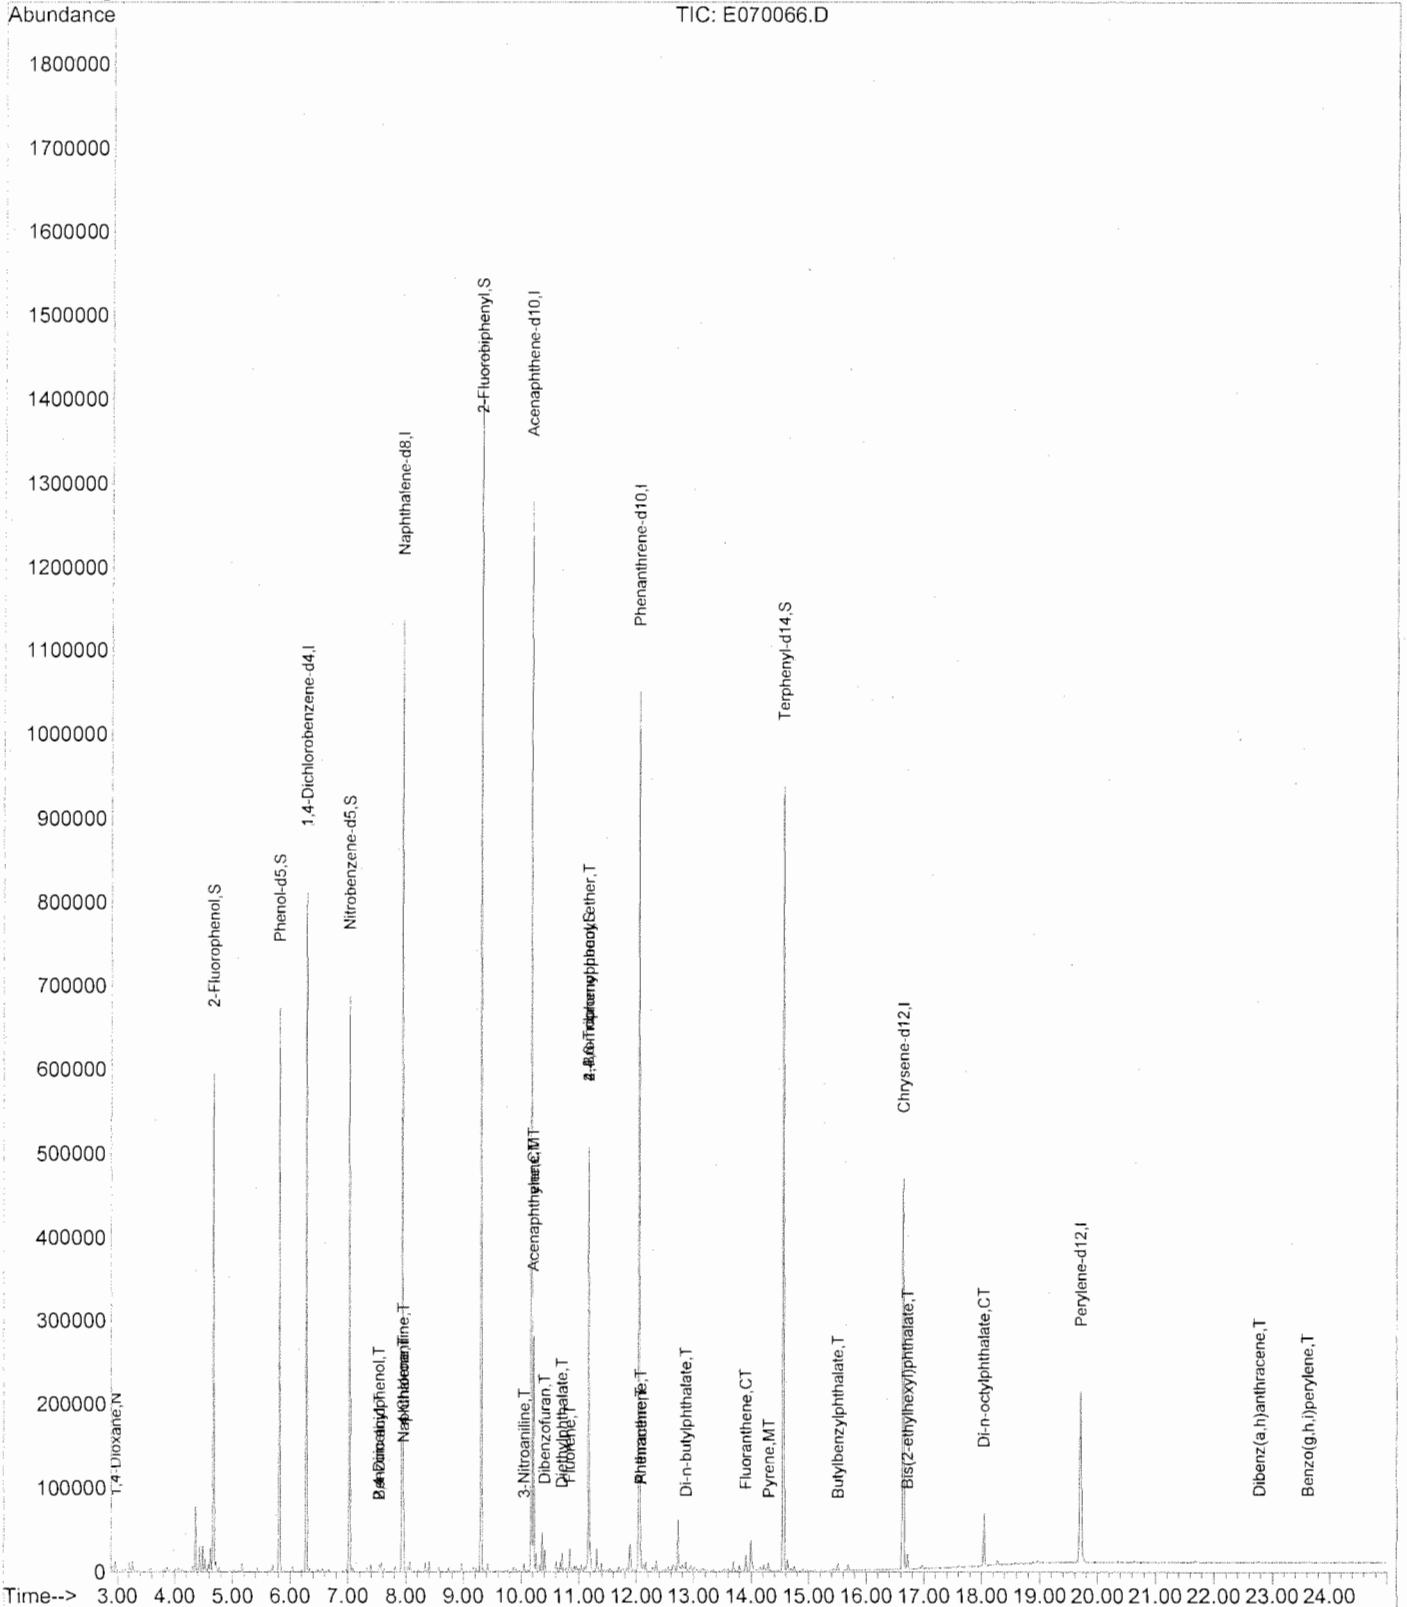 Abundance
TIC: E070066.D
1800000
1700000
1600000
1500000
1400000
1300000
1200000
1100000
1000000
900000
800000
700000
600000
500000
400000
300000
200000
100000
0
Time-->
3.00 4.00 5.00 6.00 7.00 8.00 9.00 10.00 11.00 12.00 13.00 14.00 15.00 16.00 17.00 18.00 19.00 20.00 21.00 22.00 23.00 24.00
1,4-Dioxane,N
2-Fluorophenol,S
Phenol-d5,S
1,4-Dichlorobenzene-d4,I
Nitrobenzene-d5,S
Naphthalene-d8,I
2-Fluorobiphenyl,S
3-Nitroaniline,T
Acenaphthene-d10,I
Dibenzofuran,T
Diethylphthalate,T
Phenanthrene-d10,I
Di-n-butylphthalate,T
Fluoranthene,CT
Pyrene,MT
Terphenyl-d14,S
Butylbenzylphthalate,T
Chrysene-d12,I
Bis(2-ethylhexyl)phthalate,T
Di-n-octylphthalate,CT
Perylene-d12,I
Dibenz(a,h)anthracene,T
Benzo(g,h,i)perylene,T